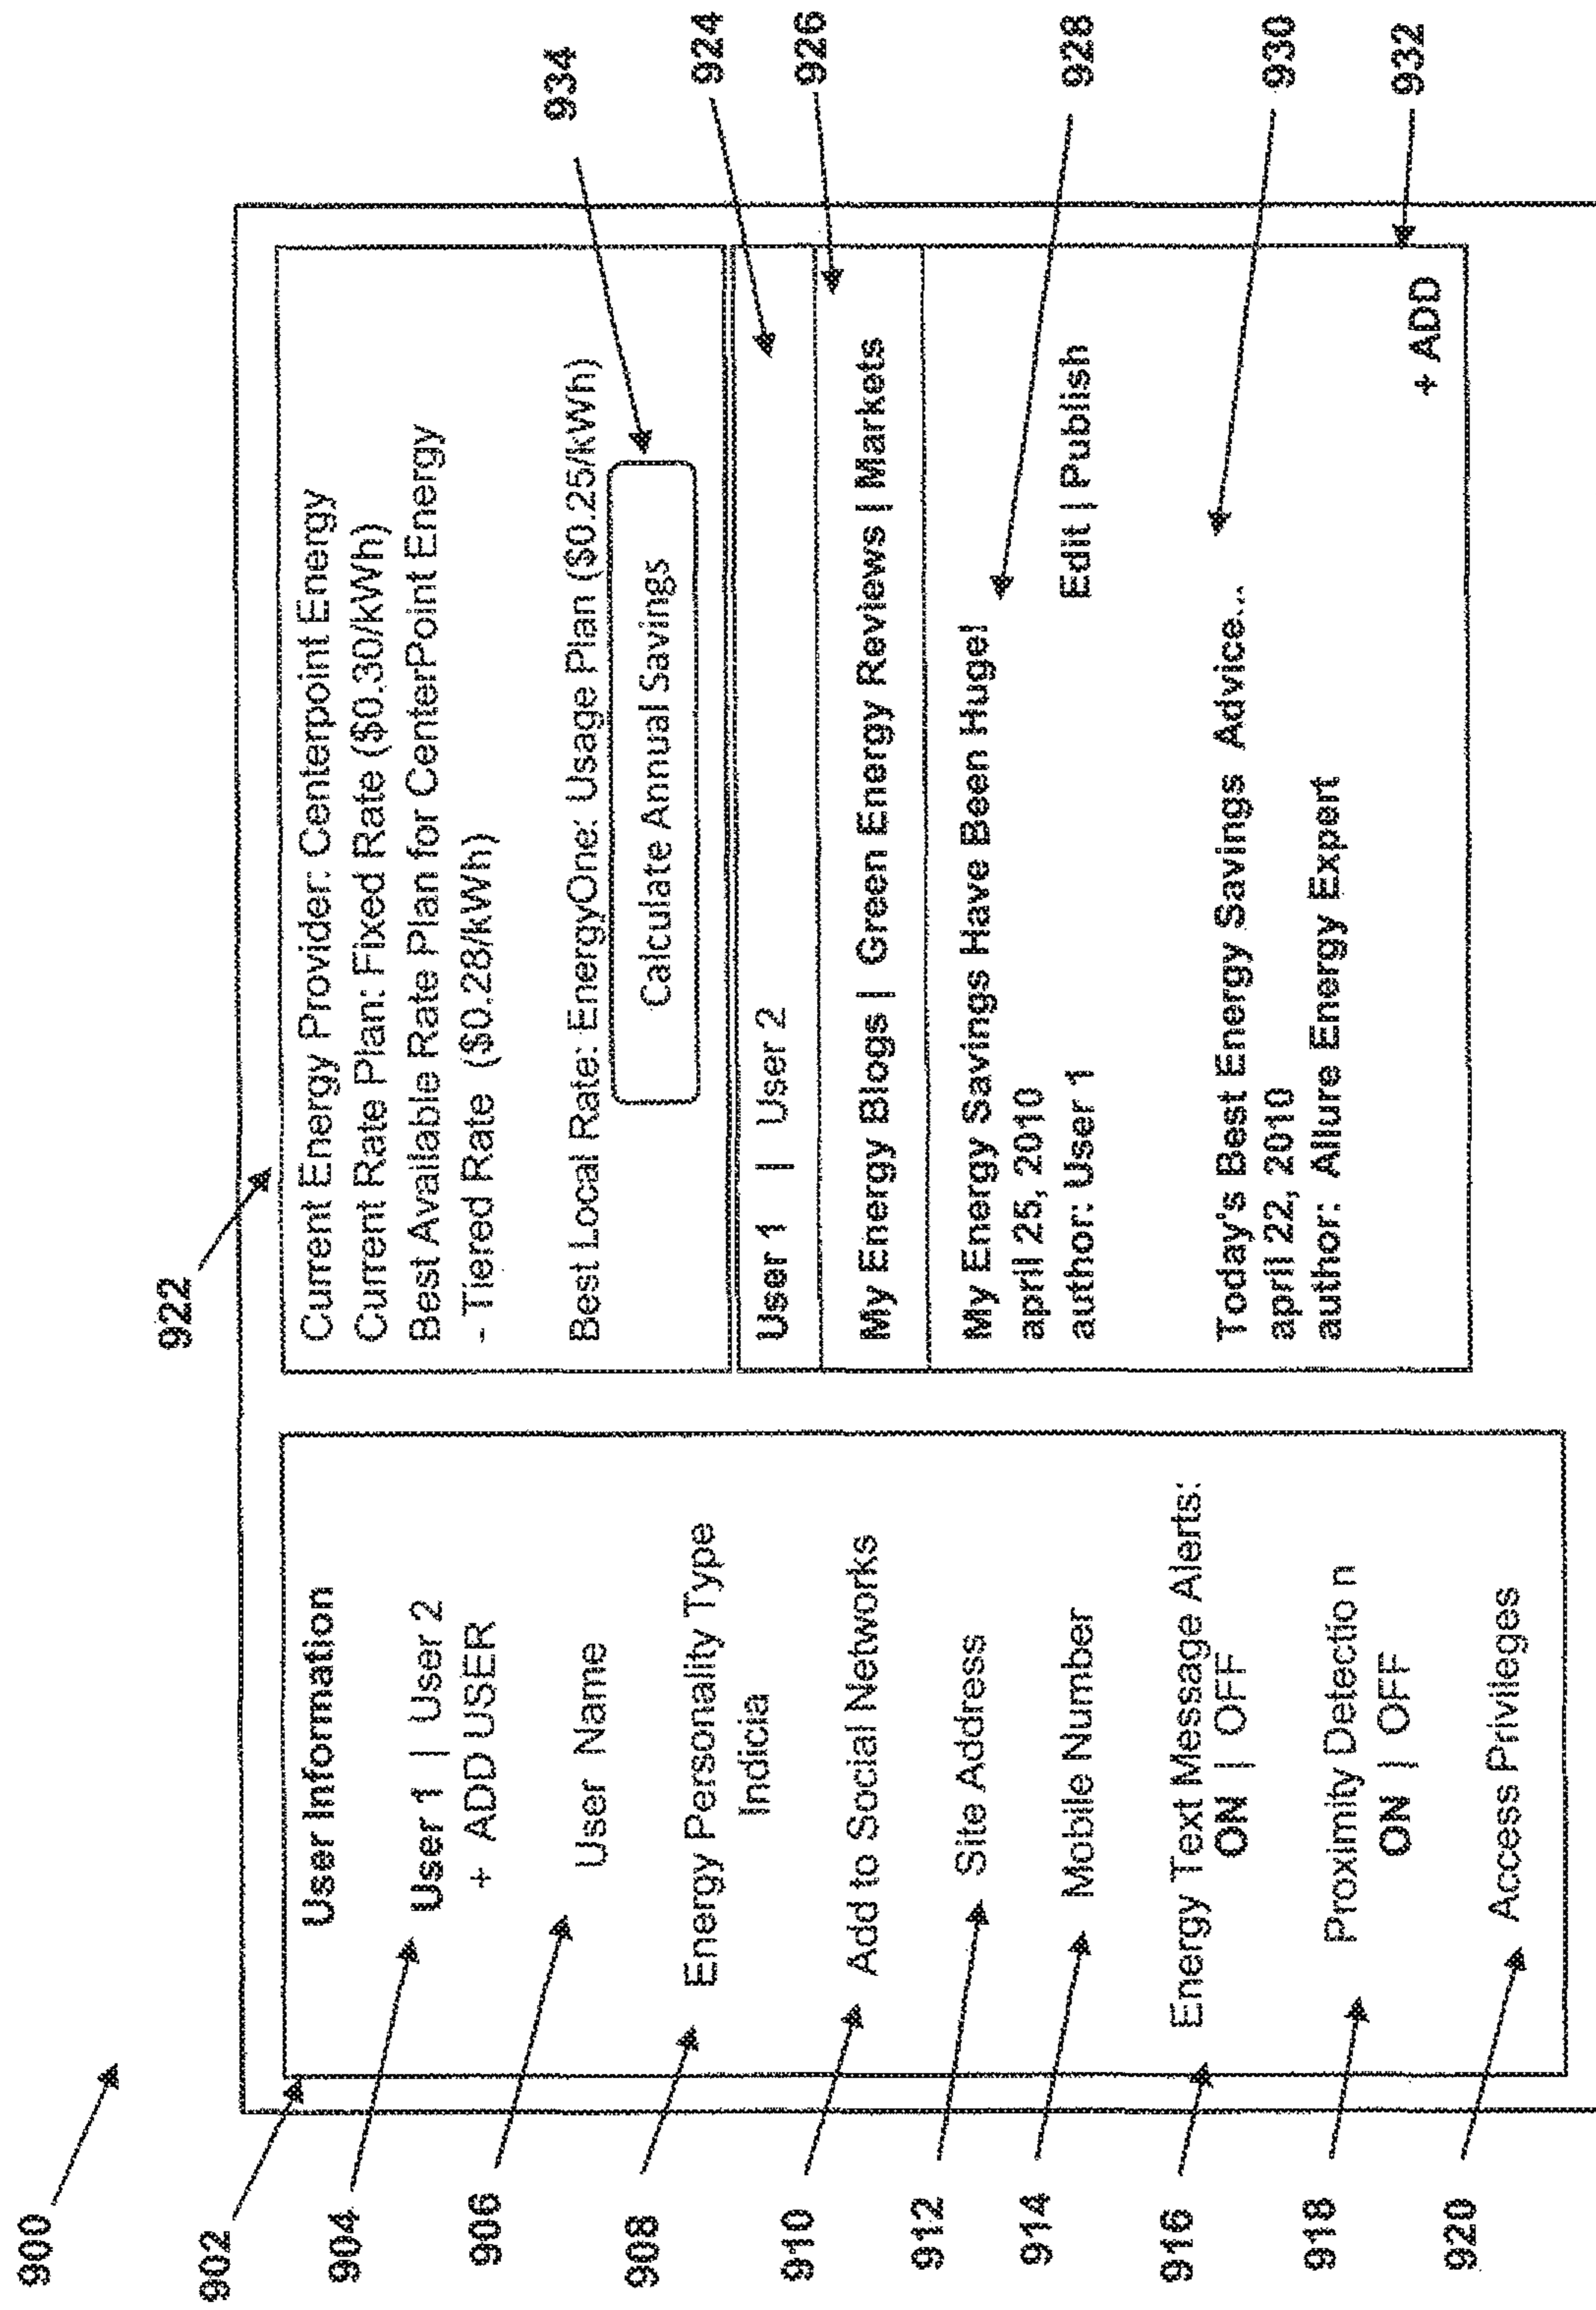 900
902
904
906
908
910
912
914
916
918
920
User Information
User 1 | User 2
+ ADD USER
User Name
Energy Personality Type
Indicia
Add to Social Networks
Site Address
Mobile Number
Energy Text Message Alerts:
ON | OFF
Proximity Detectio n
ON | OFF
Access Privileges
922
Current Energy Provider: Centerpoint Energy
Current Rate Plan: Fixed Rate ($0.30/kWh)
Best Available Rate Plan for CenterPoint Energy
- Tiered Rate ($0.28/kWh)
Best Local Rate: EnergyOne: Usage Plan ($0.25/kWh)
Calculate Annual Savings
User 1 | User 2
My Energy Blogs | Green Energy Reviews | Markets
My Energy Savings Have Been Huge!
april 25, 2010
author: User 1 Edit | Publish
Today's Best Energy Savings Advice...
april 22, 2010
author: Allure Energy Expert
+ ADD
934
924
926
928
930
932